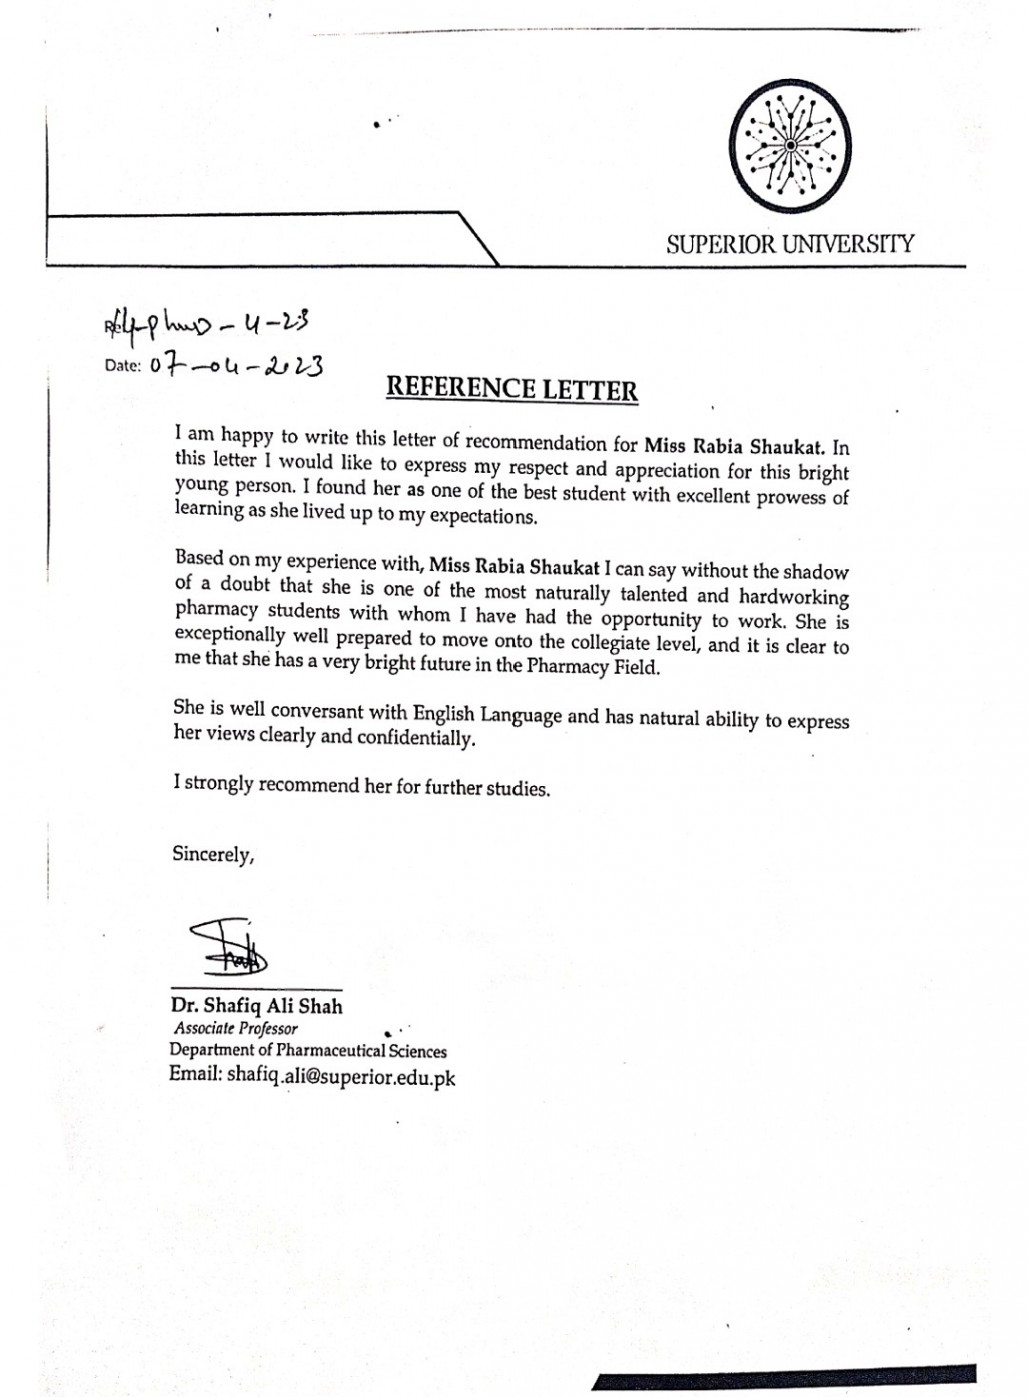 SUPERIOR UNIVERSITY
- 4-23
Date: 07-04-2023
REFERENCE LETTER
I am happy to write this letter of recommendation for Miss Rabia Shaukat. In
this letter I would like to express my respect and appreciation for this bright
young person. I found her as one of the best student with excellent prowess of
learning as she lived up to my expectations.
Based on my experience with, Miss Rabia Shaukat I can say without the shadow
of a doubt that she is one of the most naturally talented and hardworking
pharmacy students with whom I have had the opportunity to work. She is
exceptionally well prepared to move onto the collegiate level, and it is clear to
me that she has a very bright future in the Pharmacy Field.
She is well conversant with English Language and has natural ability to express
her views clearly and confidentially.
I strongly recommend her for further studies.
Sincerely,
Dr. Shafiq Ali Shah
Associate Professor
Department of Pharmaceutical Sciences
Email: shafiq.ali@superior.edu.pk